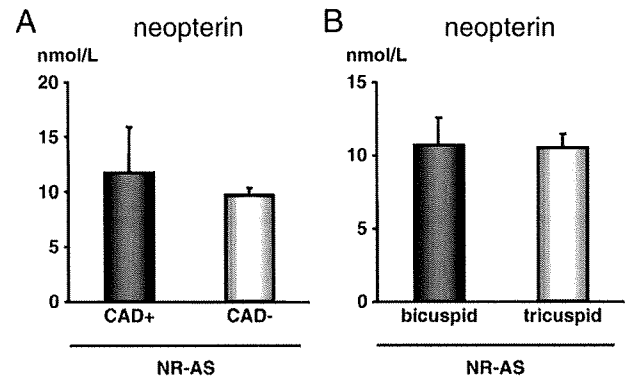 A
neopterin
nmol/L
20
15
10
5
0
CAD+ CAD-
NR-AS
B
neopterin
nmol/L
15
10
5
0
bicuspid tricuspid
NR-AS